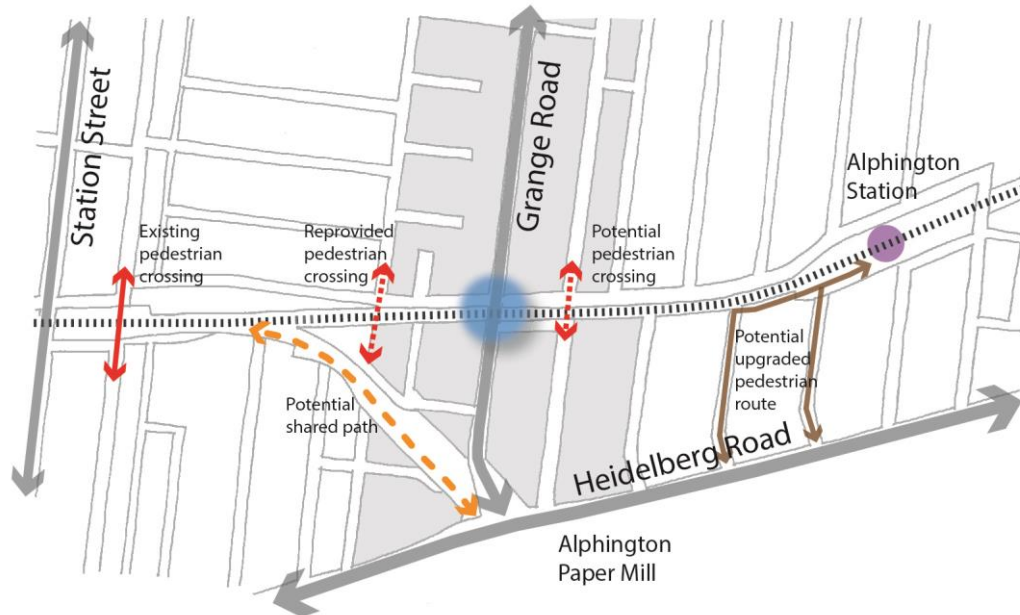 Station Street
Grange Road
Alphington
Station
Existing
pedestrian
crossing
Reprovided
pedestrian
crossing
Potential
pedestrian
crossing
Potential
upgraded
pedestrian
route
Potential
shared path
Heidelberg Road
Alphington
Paper Mill